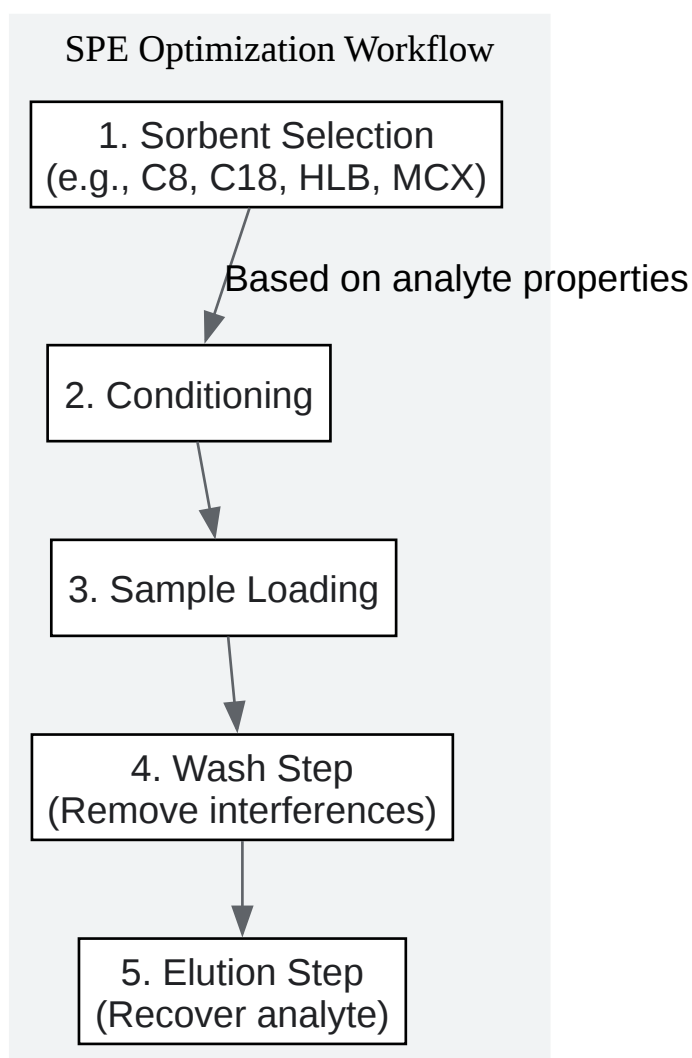 SPE Optimization Workflow
1. Sorbent Selection
(e.g., C8, C18, HLB, MCX)
Based on analyte properties
2. Conditioning
3. Sample Loading
4. Wash Step
(Remove interferences)
5. Elution Step
(Recover analyte)